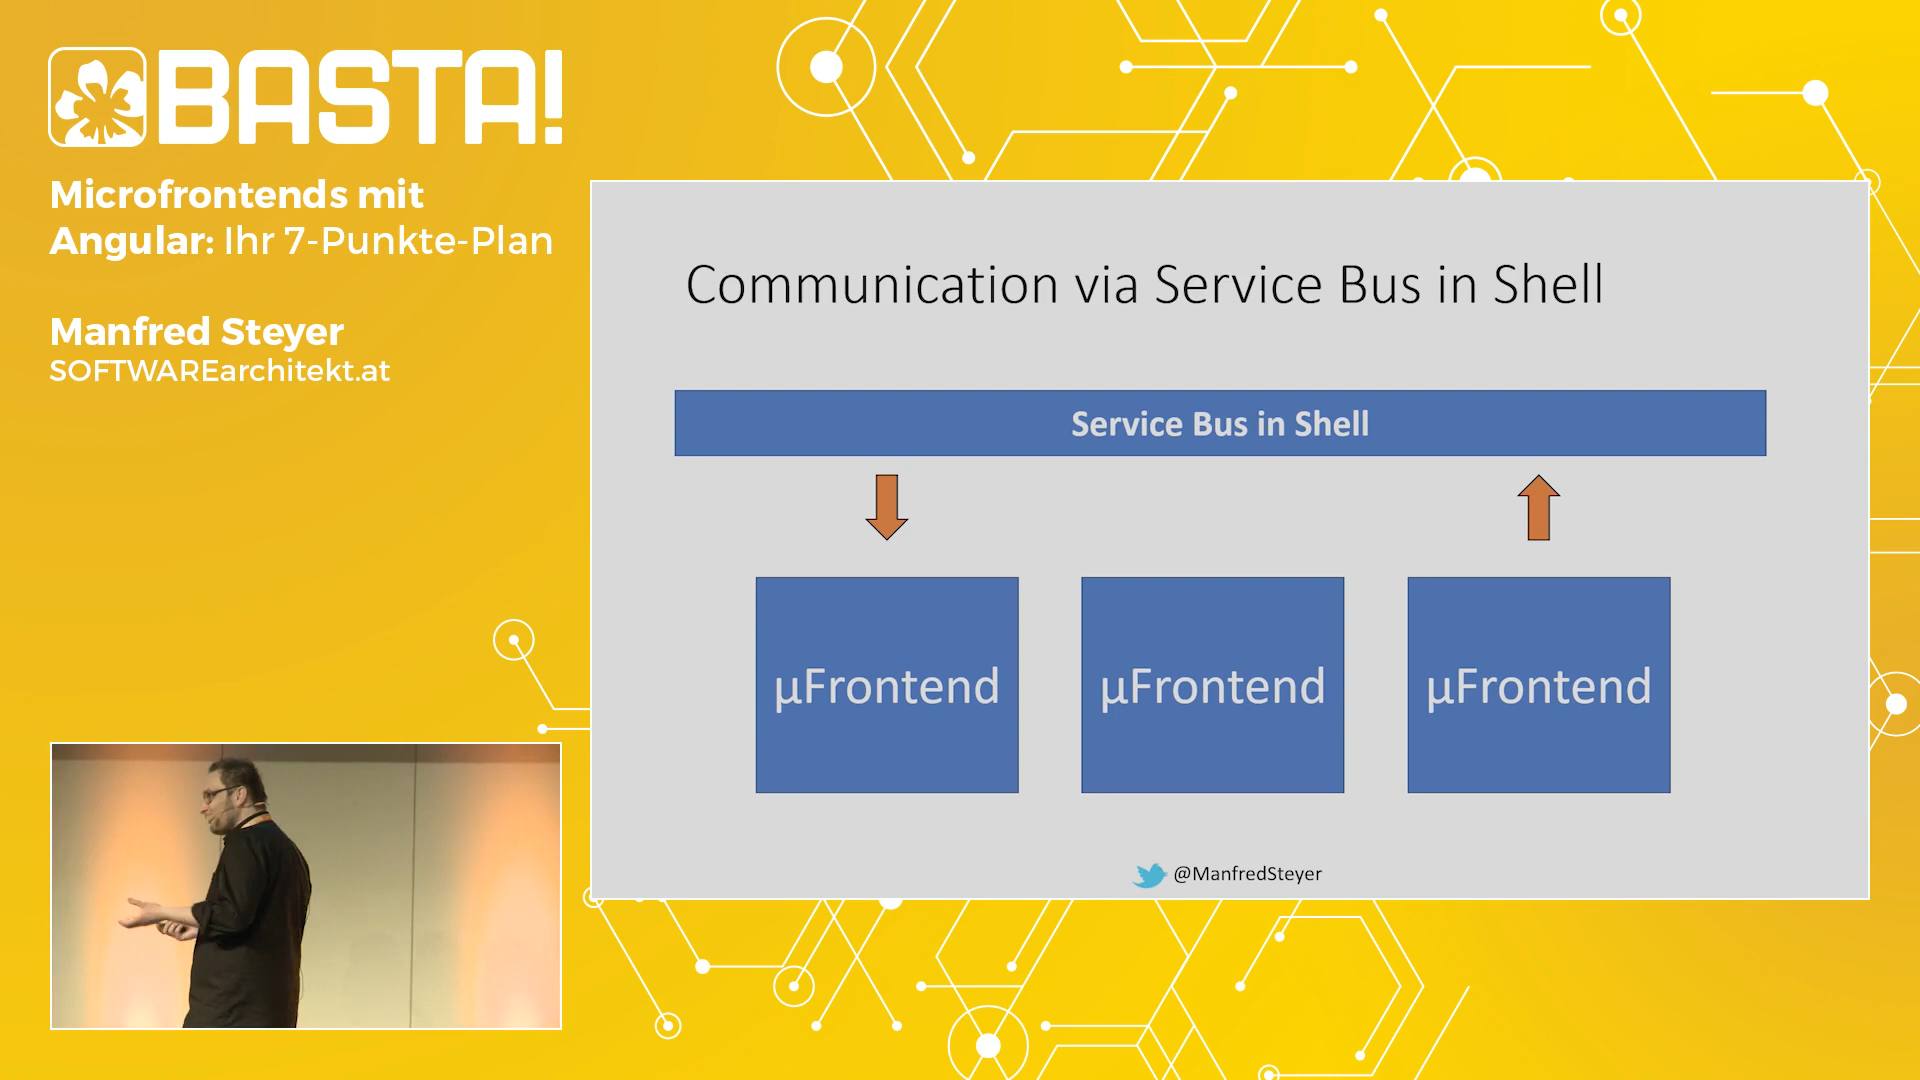 BASTA!
Microfrontends mit
Angular: Ihr 7-Punkte-Plan
Manfred Steyer
SOFTWAREarchitekt.at
Communication via Service Bus in Shell
Service Bus in Shell
µFrontend
µFrontend
µFrontend
@ManfredSteyer